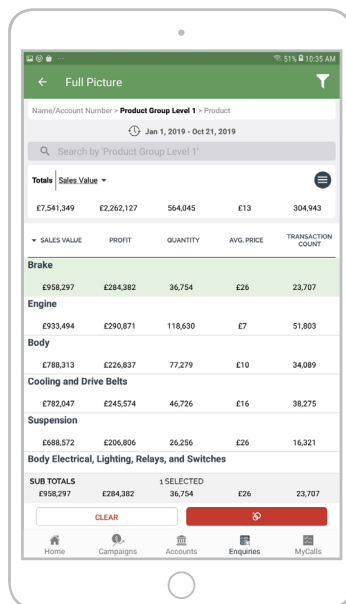 51% 10:35 AM
Full Picture
Name/Account Number > Product Group Level 1 > Product
Jan 1, 2019 - Oct 21, 2019
Search by 'Product Group Level 1'
Totals Sales Value
£7,541,349 £2,262,127 564,045 £13 304,943
SALES VALUE PROFIT QUANTITY AVG. PRICE TRANSACTION COUNT
Brake
£958,297 £284,382 36,754 £26 23,707
Engine
£933,494 £290,871 118,630 £7 51,803
Body
£788,313 £226,837 77,279 £10 34,089
Cooling and Drive Belts
£782,047 £245,574 46,726 £16 38,275
Suspension
£688,572 £206,806 26,256 £26 16,321
Body Electrical, Lighting, Relays, and Switches
SUB TOTALS 1 SELECTED
£958,297 £284,382 36,754 £26 23,707
CLEAR
Home Campaigns Accounts Enquiries MyCalls